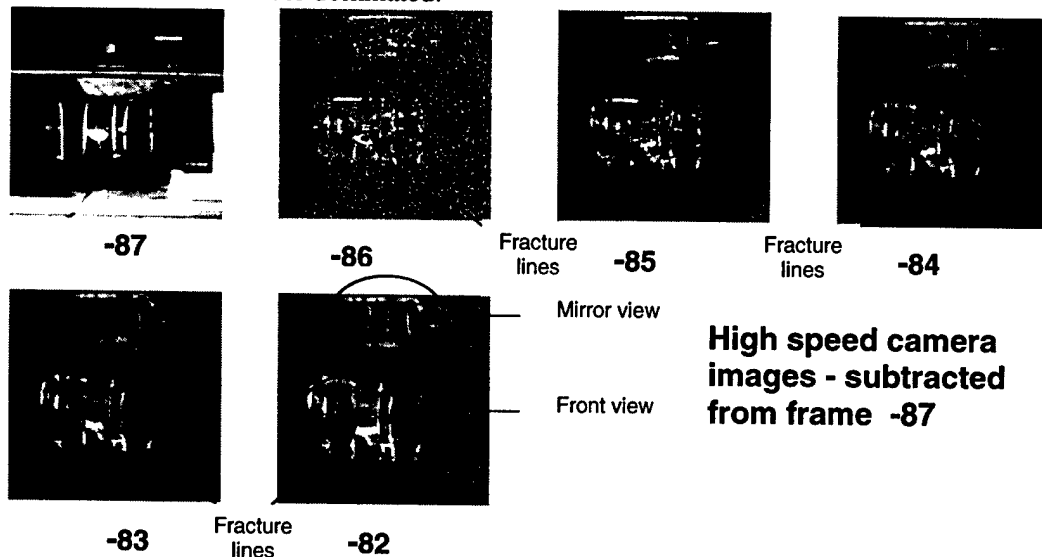 -87
-86
Fracture
lines
-85
Fracture
lines
-84
Mirror view
High speed camera
images - subtracted
from frame -87
Front view
-83
Fracture
lines
-82